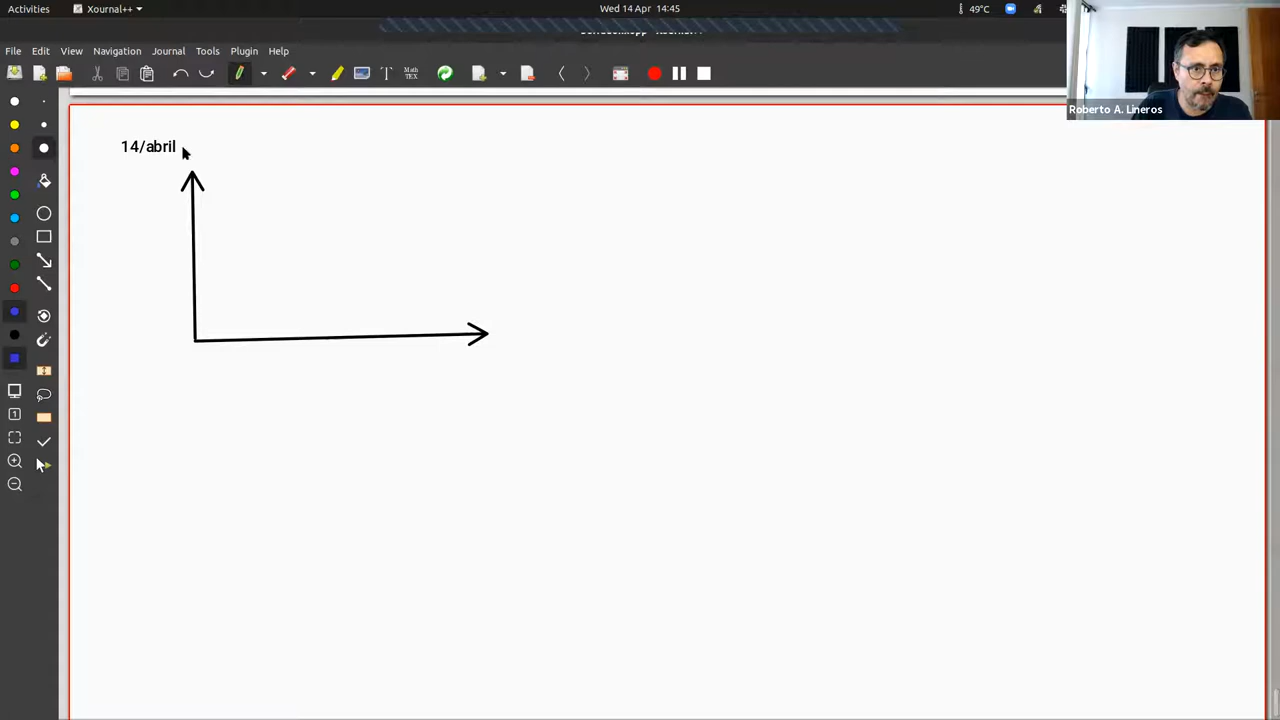 Activities Xournal++ Wed 14 Apr 14:45 49°C
File Edit View Navigation Journal Tools Plugin Help
Roberto A. Lineros
14/abril